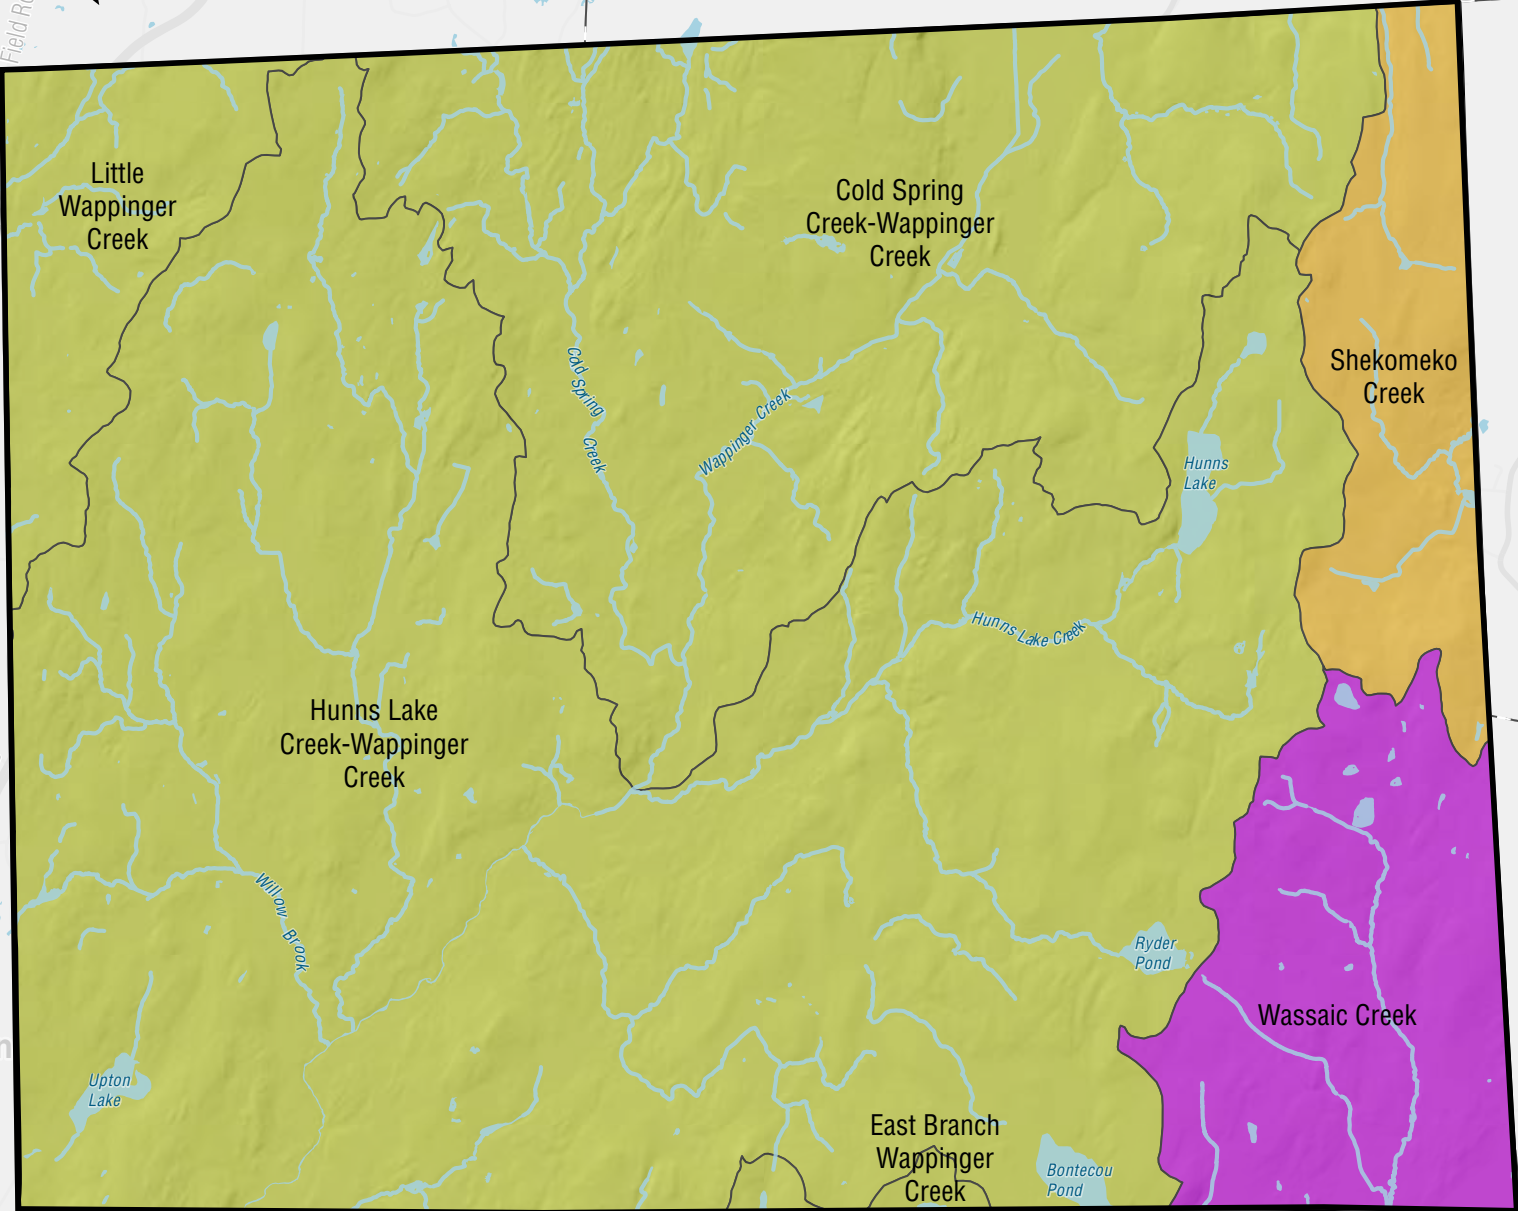 Field Ro
Little
Wappinger
Creek
Cold Spring
Creek-Wappinger
Creek
Shekomeko
Creek
Cold Spring
Creek
Wappinger Creek
Hunns
Lake
Hunns Lake Creek
Hunns Lake
Creek-Wappinger
Creek
Willow
Brook
Ryder
Pond
Wassaic Creek
Upton
Lake
East Branch
Wappinger
Creek
Bontecou
Pond